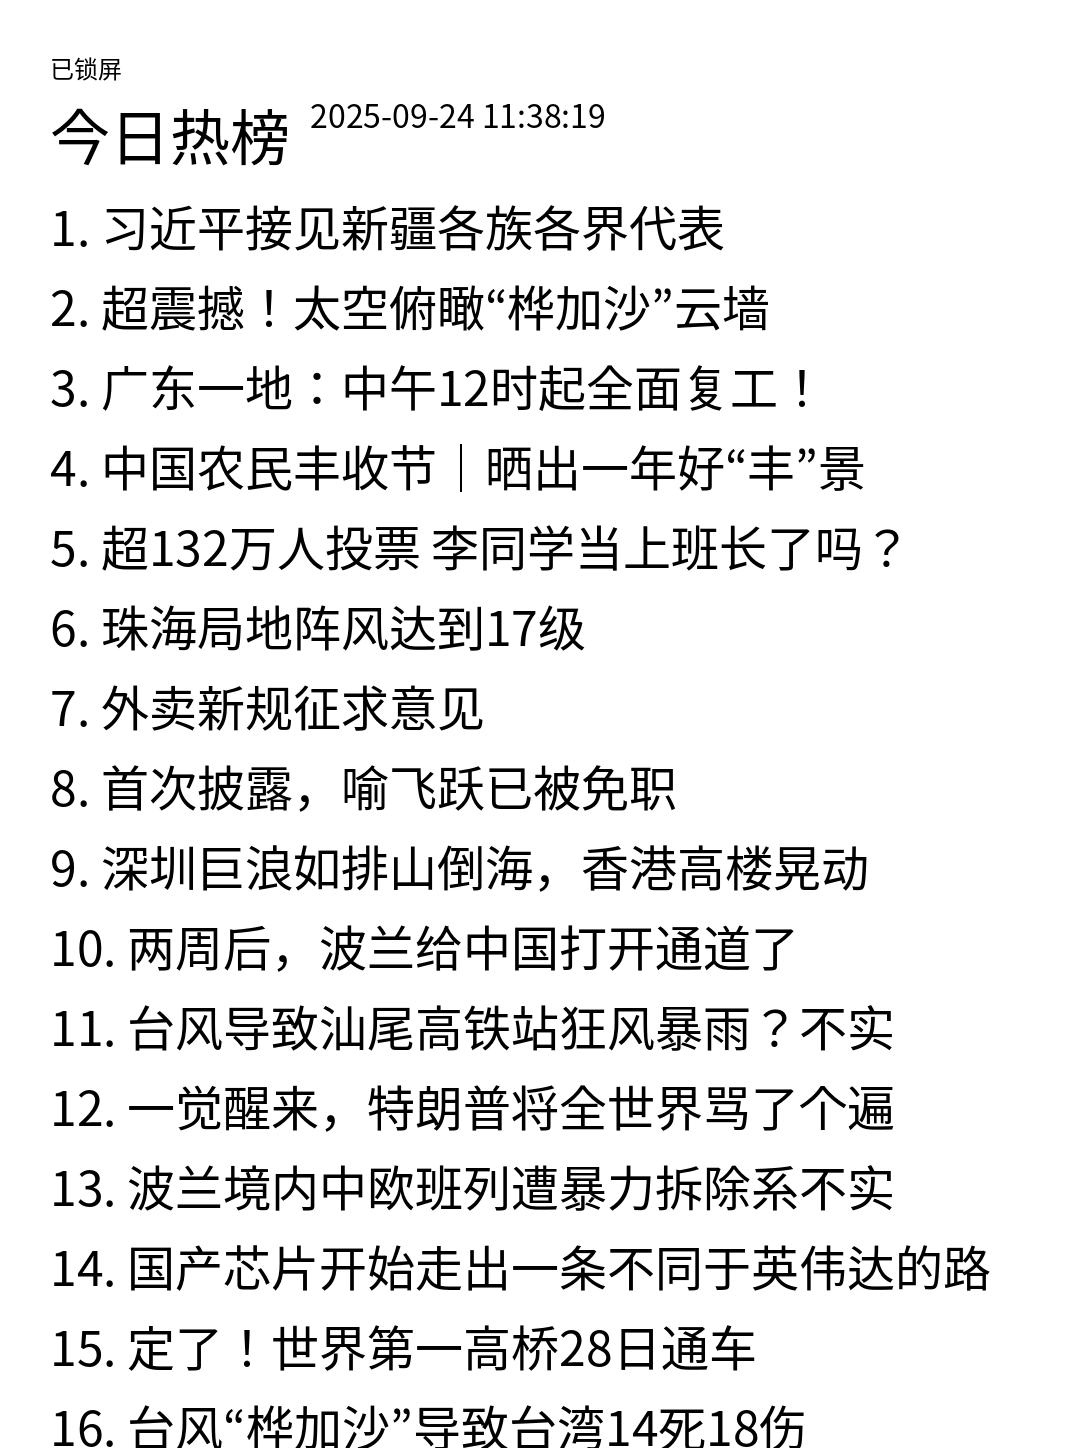 已锁屏
今日热榜 2025-09-24 11:38:19
1. 习近平接见新疆各族各界代表
2. 超震撼！太空俯瞰“桦加沙”云墙
3. 广东一地：中午12时起全面复工！
4. 中国农民丰收节｜晒出一年好“丰”景
5. 超132万人投票 李同学当上班长了吗？
6. 珠海局地阵风达到17级
7. 外卖新规征求意见
8. 首次披露，喻飞跃已被免职
9. 深圳巨浪如排山倒海，香港高楼晃动
10. 两周后，波兰给中国打开通道了
11. 台风导致汕尾高铁站狂风暴雨？不实
12. 一觉醒来，特朗普将全世界骂了个遍
13. 波兰境内中欧班列遭暴力拆除系不实
14. 国产芯片开始走出一条不同于英伟达的路
15. 定了！世界第一高桥28日通车
16. 台风“桦加沙”导致台湾14死18伤